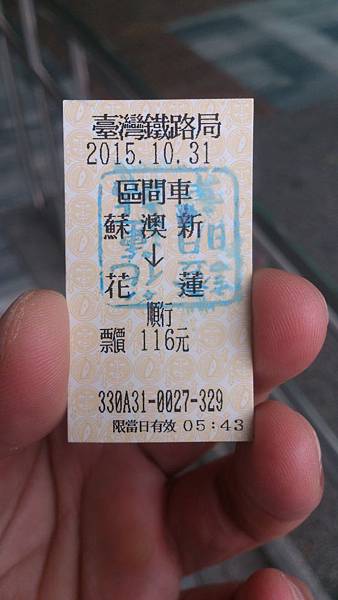 臺灣鐵路局
2015.10.31
區間車
蘇澳新
↓
花蓮
順行
票價 116元
330A31-0027-329
限當日有效 05:43